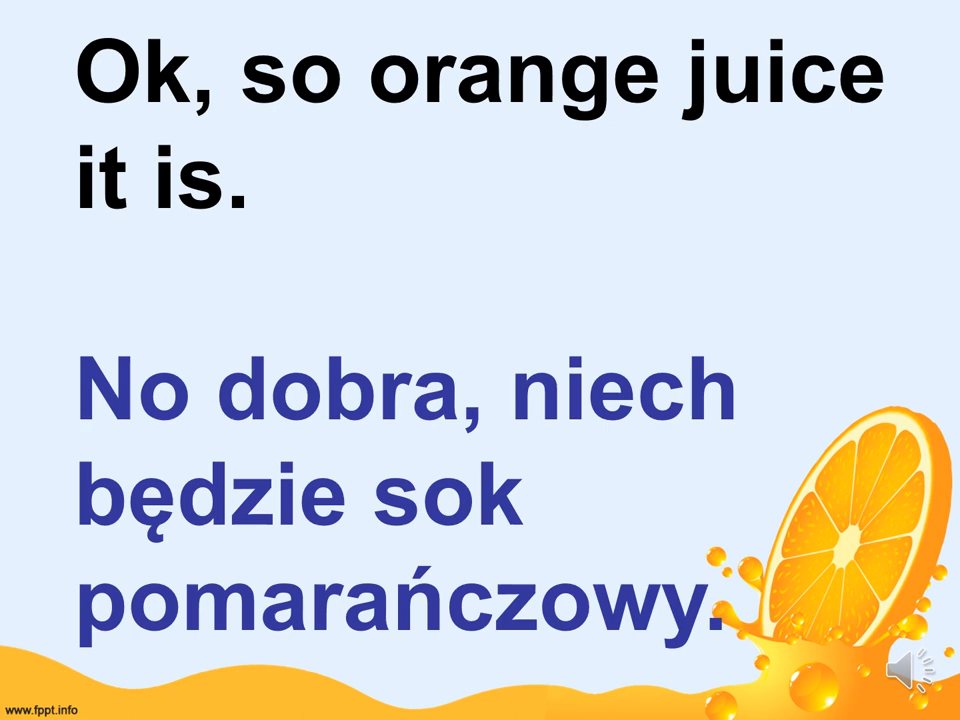 Ok, so orange juice
it is.
No dobra, niech
będzie sok
pomarańczowy.
www.fppt.info